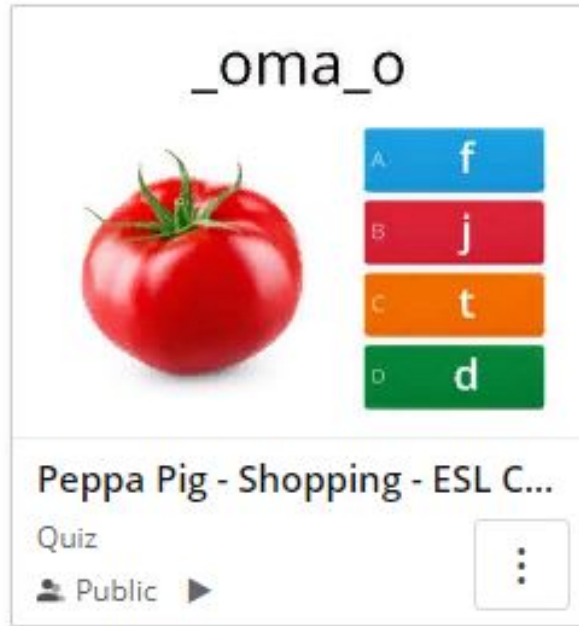 _oma_o
A f
B j
C t
D d
Peppa Pig - Shopping - ESL C...
Quiz
Public